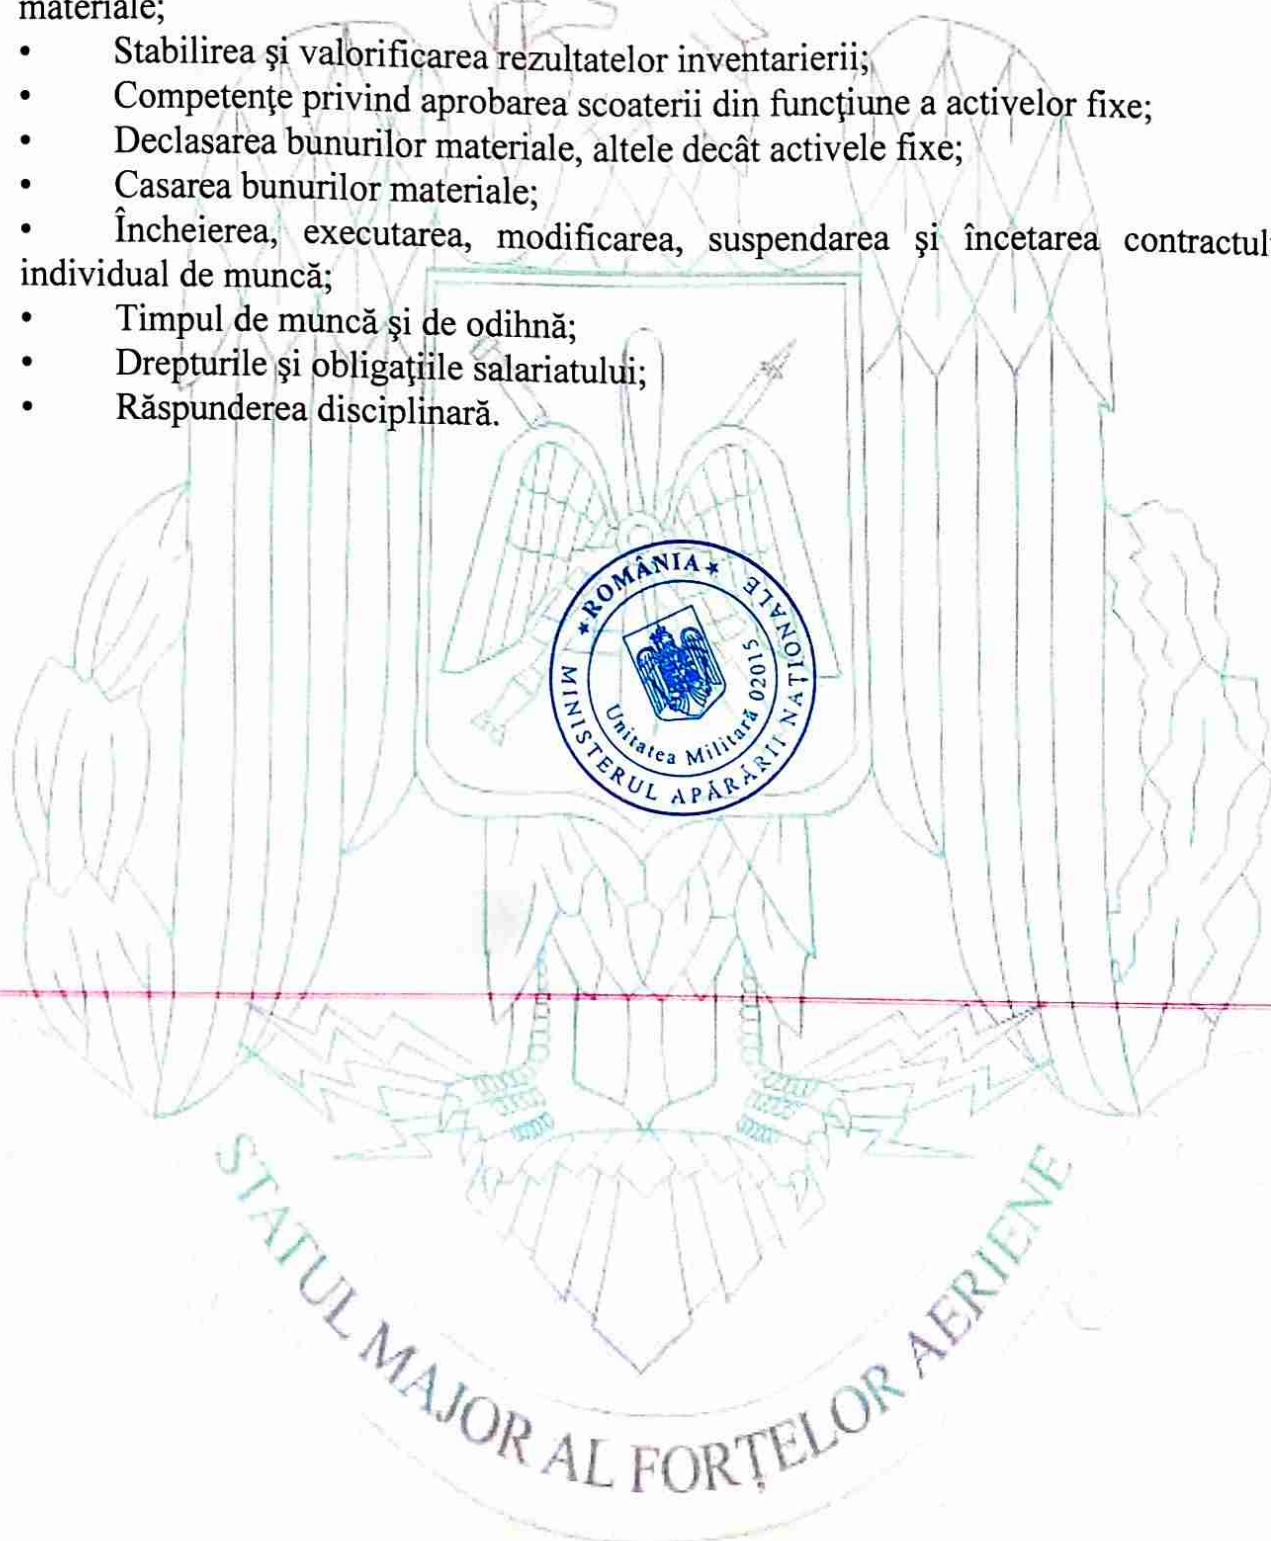 materiale;
• Stabilirea şi valorificarea rezultatelor inventarierii;
• Competenţe privind aprobarea scoaterii din funcţiune a activelor fixe;
• Declasarea bunurilor materiale, altele decât activele fixe;
• Casarea bunurilor materiale;
• Încheierea, executarea, modificarea, suspendarea şi încetarea
individual de muncă;
• Timpul de muncă şi de odihnă;
• Drepturile şi obligaţiile salariatului;
• Răspunderea disciplinară.
★ROMÂNIA★
MINISTERUL APĂRĂRII NAŢIONALE
Unitatea Militară 02015
STATUL MAJOR AL FORŢELOR AERIENE